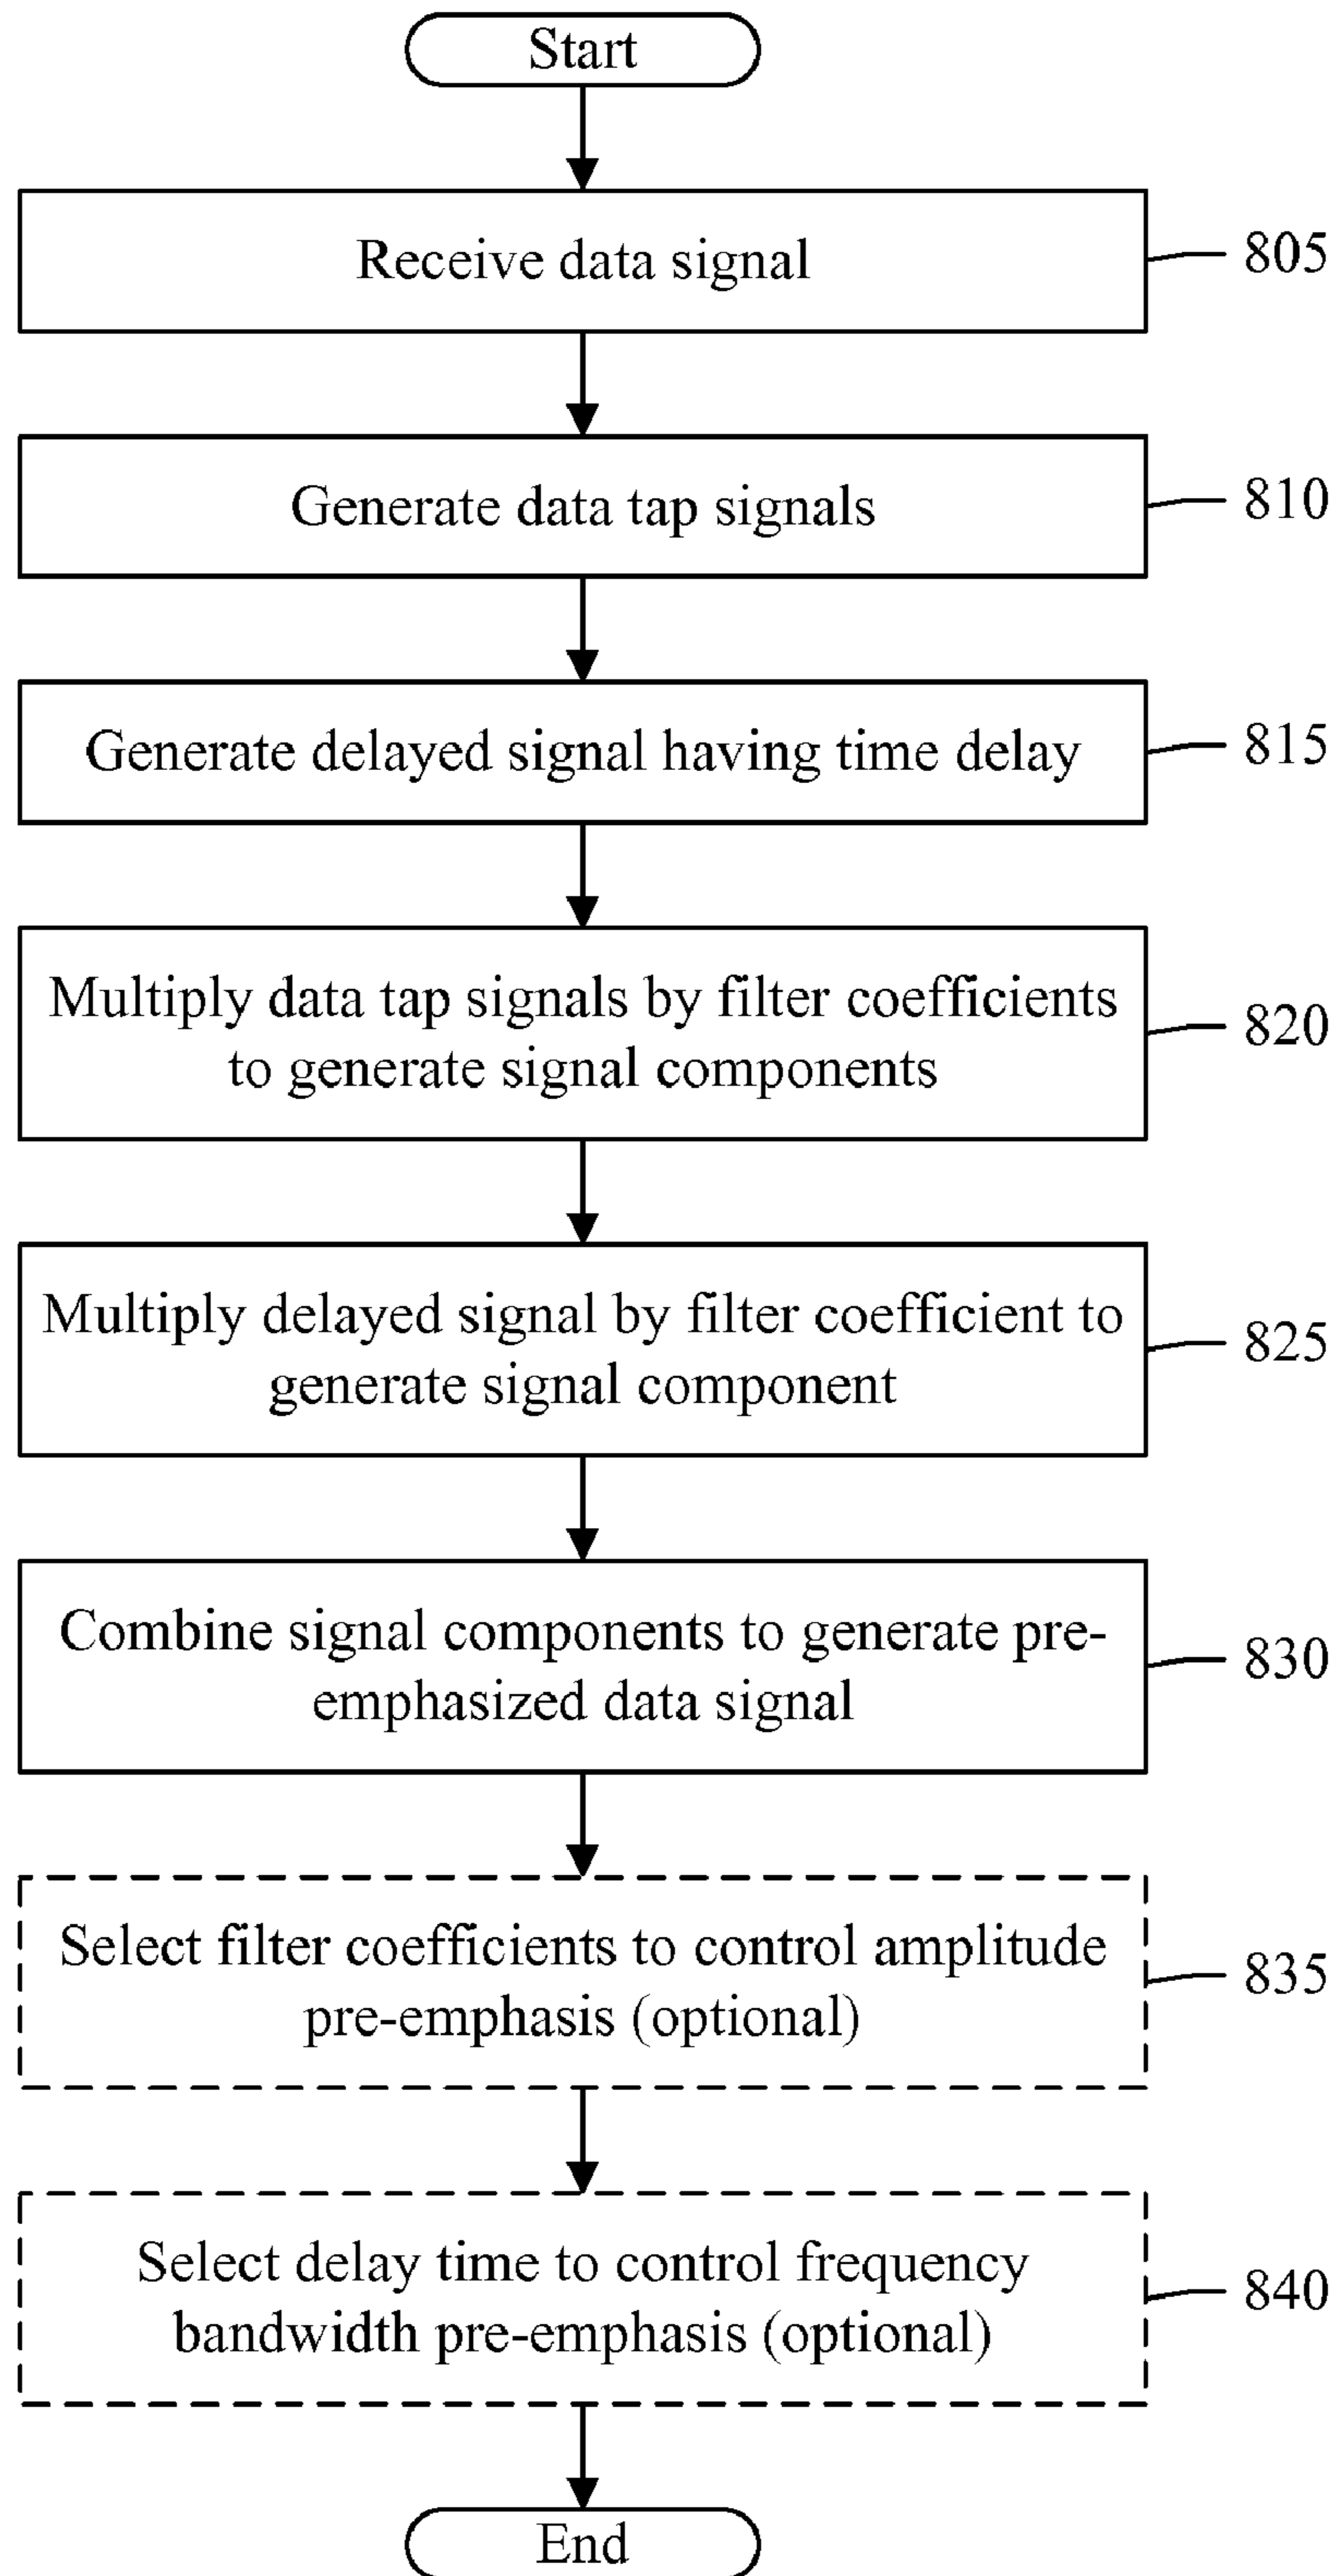 Start
Receive data signal
805
Generate data tap signals
810
Generate delayed signal having time delay
815
Multiply data tap signals by filter coefficients
to generate signal components
820
Multiply delayed signal by filter coefficient to
generate signal component
825
Combine signal components to generate pre-
emphasized data signal
830
Select filter coefficients to control amplitude
pre-emphasis (optional)
835
Select delay time to control frequency
bandwidth pre-emphasis (optional)
840
End